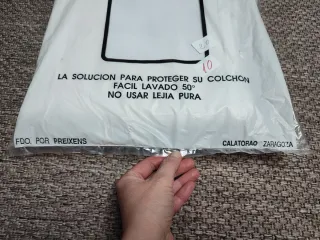 10
LA SOLUCION PARA PROTEGER SU COLCHON
FACIL LAVADO 50°
NO USAR LEJIA PURA
FDO. POR PREIXENS
CALATORAO ZARAGOZA